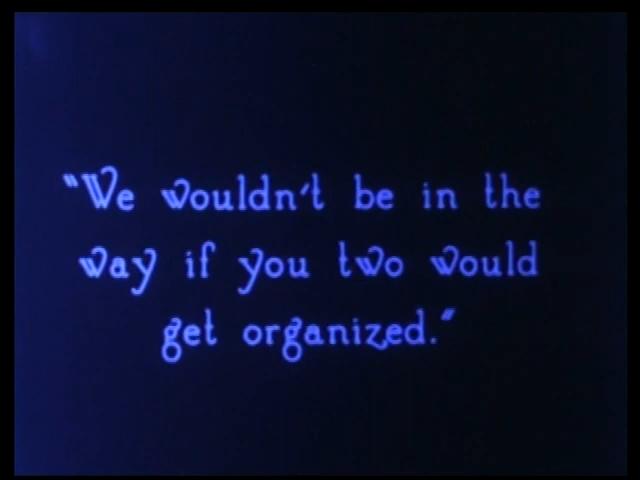 "We wouldn't be in the
way if you two would
get organized."